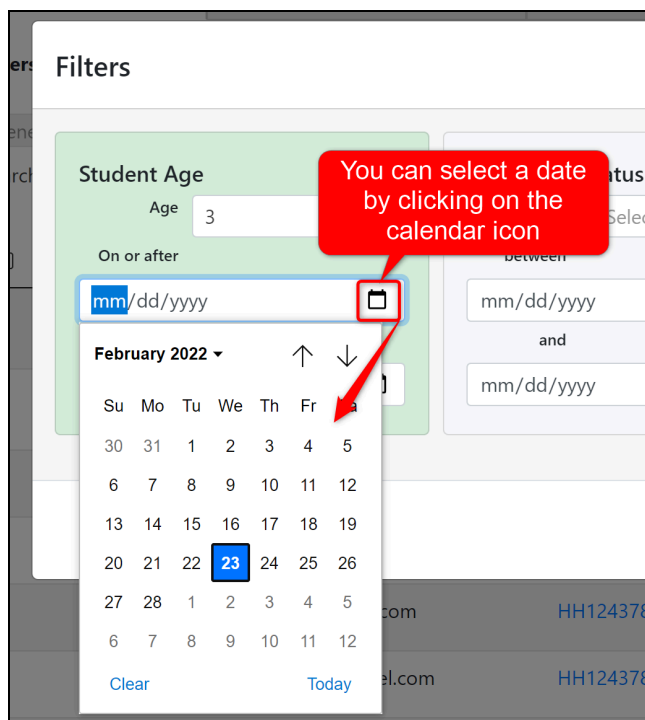 Filters
Student Age
Age
3
On or after
mm/dd/yyyy
You can select a date
by clicking on the
calendar icon
between
mm/dd/yyyy
and
mm/dd/yyyy
February 2022
Su Mo Tu We Th Fr
30 31 1 2 3 4 5
6 7 8 9 10 11 12
13 14 15 16 17 18 19
20 21 22 23 24 25 26
27 28 1 2 3 4 5
6 7 8 9 10 11 12
Clear Today
.com
HH124378
el.com
HH124378